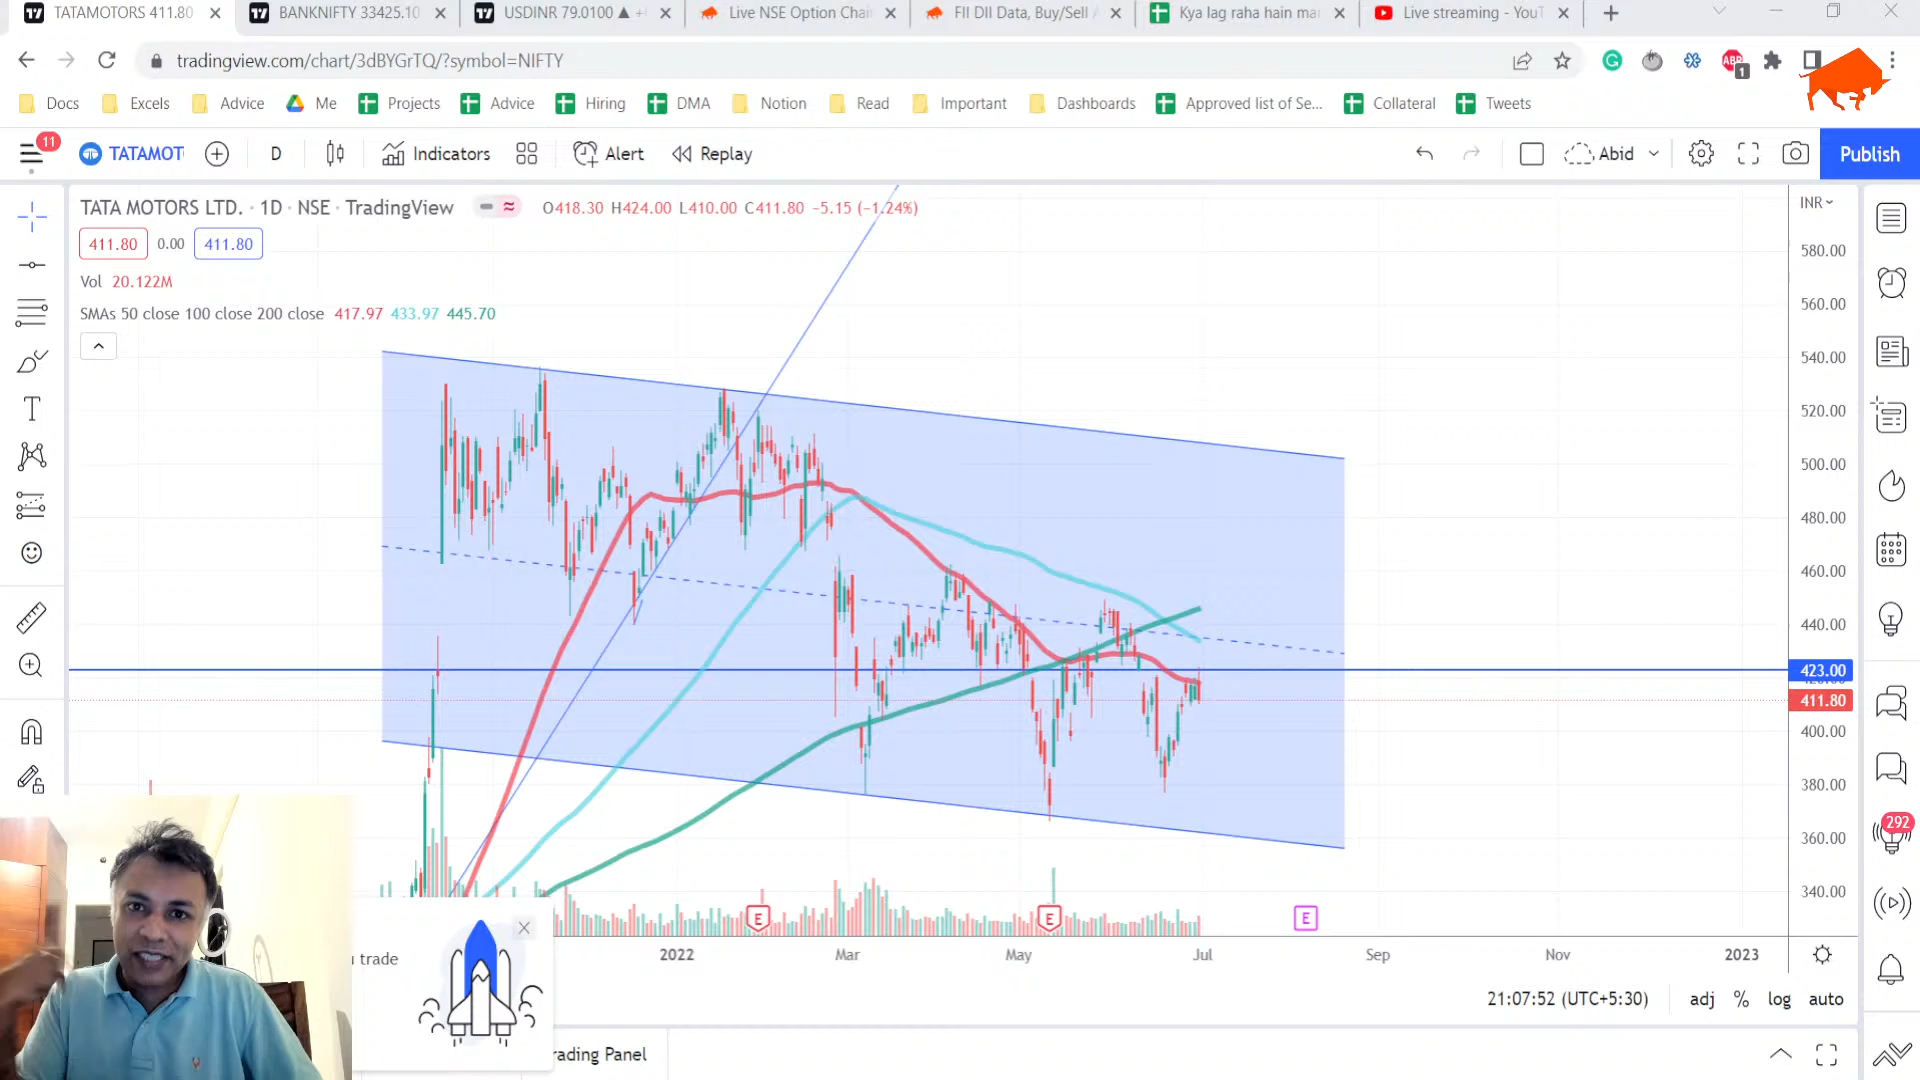 TATAMOTORS 411.80
BANKNIFTY 33425.10
USDINR 79.0100 ▲ +
Live NSE Option Chai
FII DII Data, Buy/Sell
Kya lag raha hain ma
Live streaming - YouT
tradingview.com/chart/3dBYGrTQ/?symbol=NIFTY
ABP
1
Docs
Excels
Advice
Me
Projects
Advice
Hiring
DMA
Notion
Read
Important
Dashboards
Approved list of Se...
Collateral
Tweets
11
TATAMOT
D
Indicators
Alert
Replay
Abid
Publish
TATA MOTORS LTD. · 1D · NSE · TradingView
O418.30 H424.00 L410.00 C411.80 −5.15 (−1.24%)
INR
411.80 0.00 411.80
Vol 20.122M
SMAs 50 close 100 close 200 close 417.97 433.97 445.70
580.00
560.00
540.00
520.00
500.00
480.00
460.00
440.00
423.00
411.80
400.00
380.00
360.00
340.00
292
E
E
E
2022
Mar
May
Jul
Sep
Nov
2023
trade
21:07:52 (UTC+5:30)
adj
%
log
auto
rading Panel